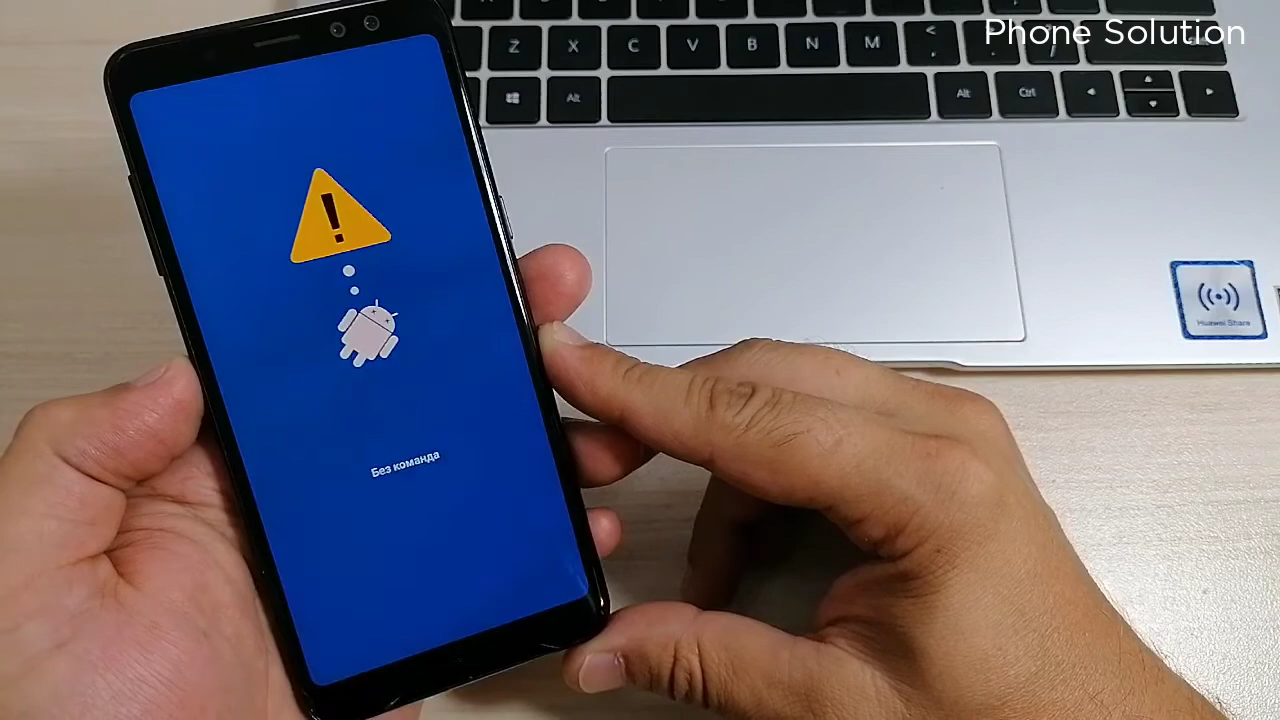 Phone Solution
Z X C V B N M < ,
Alt Alt Ctrl
Huawei Share
Без команда